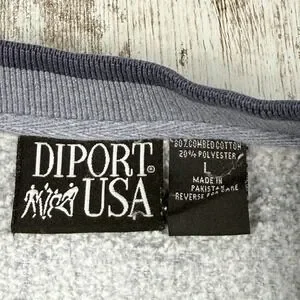 DIPORT®
USA
80% COMBED COTTON
20% POLYESTER
L
MADE IN
PAKISTAN
REVERSE FOR CARE